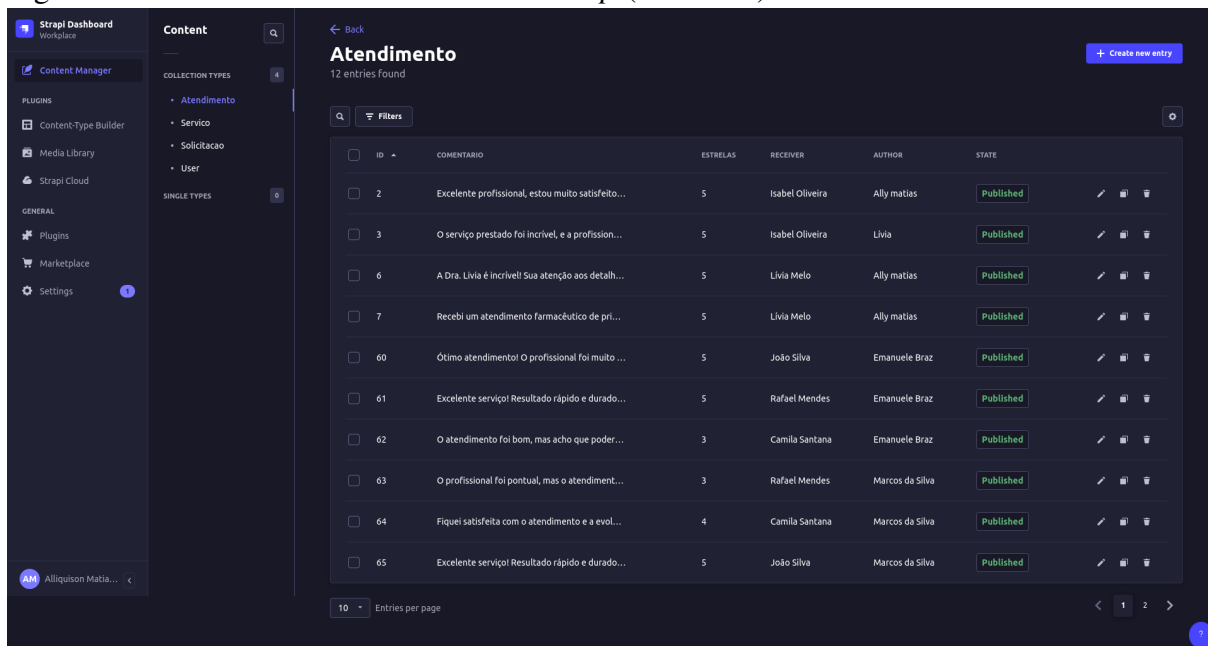 Strapi Dashboard
Workplace
Content Manager
PLUGINS
Content-Type Builder
Media Library
Strapi Cloud
GENERAL
Plugins
Marketplace
Settings 1
AM Alliquison Matia...
Content
COLLECTION TYPES 4
Atendimento
Servico
Solicitacao
User
SINGLE TYPES 0
Back
Atendimento
12 entries found
Create new entry
Filters
ID COMENTARIO ESTRELAS RECEIVER AUTHOR STATE
2 Excelente profissional, estou muito satisfeito... 5 Isabel Oliveira Ally matias Published
3 O serviço prestado foi incrível, e a profission... 5 Isabel Oliveira Lívia Published
6 A Dra. Livia é incrível! Sua atenção aos detalh... 5 Lívia Melo Ally matias Published
7 Recebi um atendimento farmacêutico de pri... 5 Lívia Melo Ally matias Published
60 Ótimo atendimento! O profissional foi muito ... 5 João Silva Emanuele Braz Published
61 Excelente serviço! Resultado rápido e durado... 5 Rafael Mendes Emanuele Braz Published
62 O atendimento foi bom, mas acho que poder... 3 Camila Santana Emanuele Braz Published
63 O profissional foi pontual, mas o atendiment... 3 Rafael Mendes Marcos da Silva Published
64 Fiquei satisfeita com o atendimento e a evol... 4 Camila Santana Marcos da Silva Published
65 Excelente serviço! Resultado rápido e durado... 5 João Silva Marcos da Silva Published
10 Entries per page
1 2
?